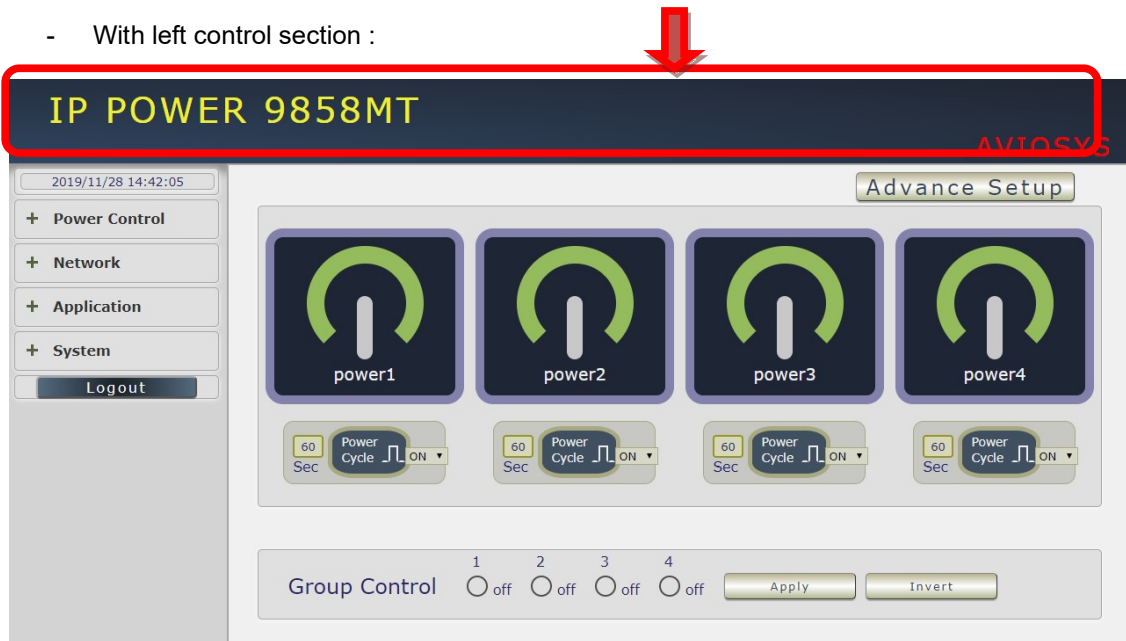 - With left control section :
IP POWER 9858MT
AVIOSYS
2019/11/28 14:42:05
Advance Setup
+ Power Control
+ Network
+ Application
+ System
Logout
power1 power2 power3 power4
60 Sec Power Cycle ON
60 Sec Power Cycle ON
60 Sec Power Cycle ON
60 Sec Power Cycle ON
1 2 3 4
Group Control off off off off Apply Invert